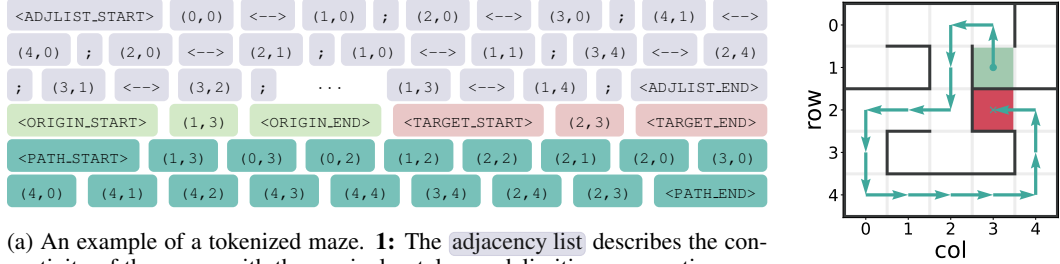 <ADJLIST_START> (0,0) <--> (1,0) ; (2,0) <--> (3,0) ; (4,1) <-->
(4,0) ; (2,0) <--> (2,1) ; (1,0) <--> (1,1) ; (3,4) <--> (2,4)
; (3,1) <--> (3,2) ; ... (1,3) <--> (1,4) ; <ADJLIST_END>
<ORIGIN_START> (1,3) <ORIGIN_END> <TARGET_START> (2,3) <TARGET_END>
<PATH_START> (1,3) (0,3) (0,2) (1,2) (2,2) (2,1) (2,0) (3,0)
(4,0) (4,1) (4,2) (4,3) (4,4) (3,4) (2,4) (2,3) <PATH_END>
(a) An example of a tokenized maze. 1: The adjacency list describes the con-
row
0
1
2
3
4
0 1 2 3 4
col